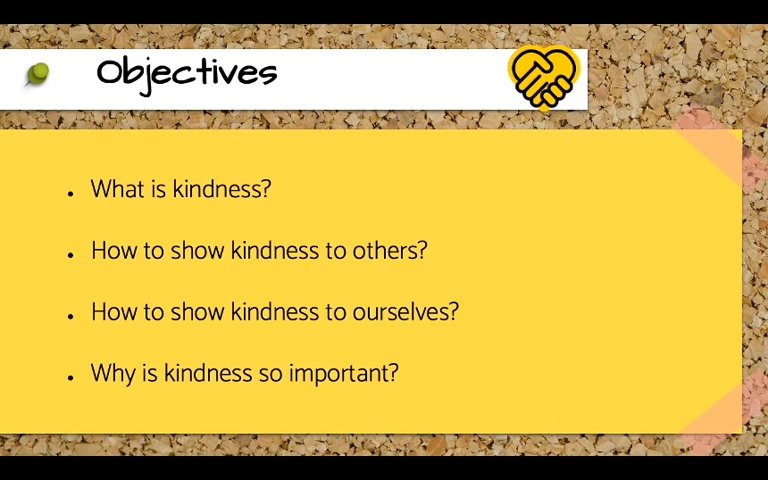 Objectives
• What is kindness?
• How to show kindness to others?
• How to show kindness to ourselves?
• Why is kindness so important?